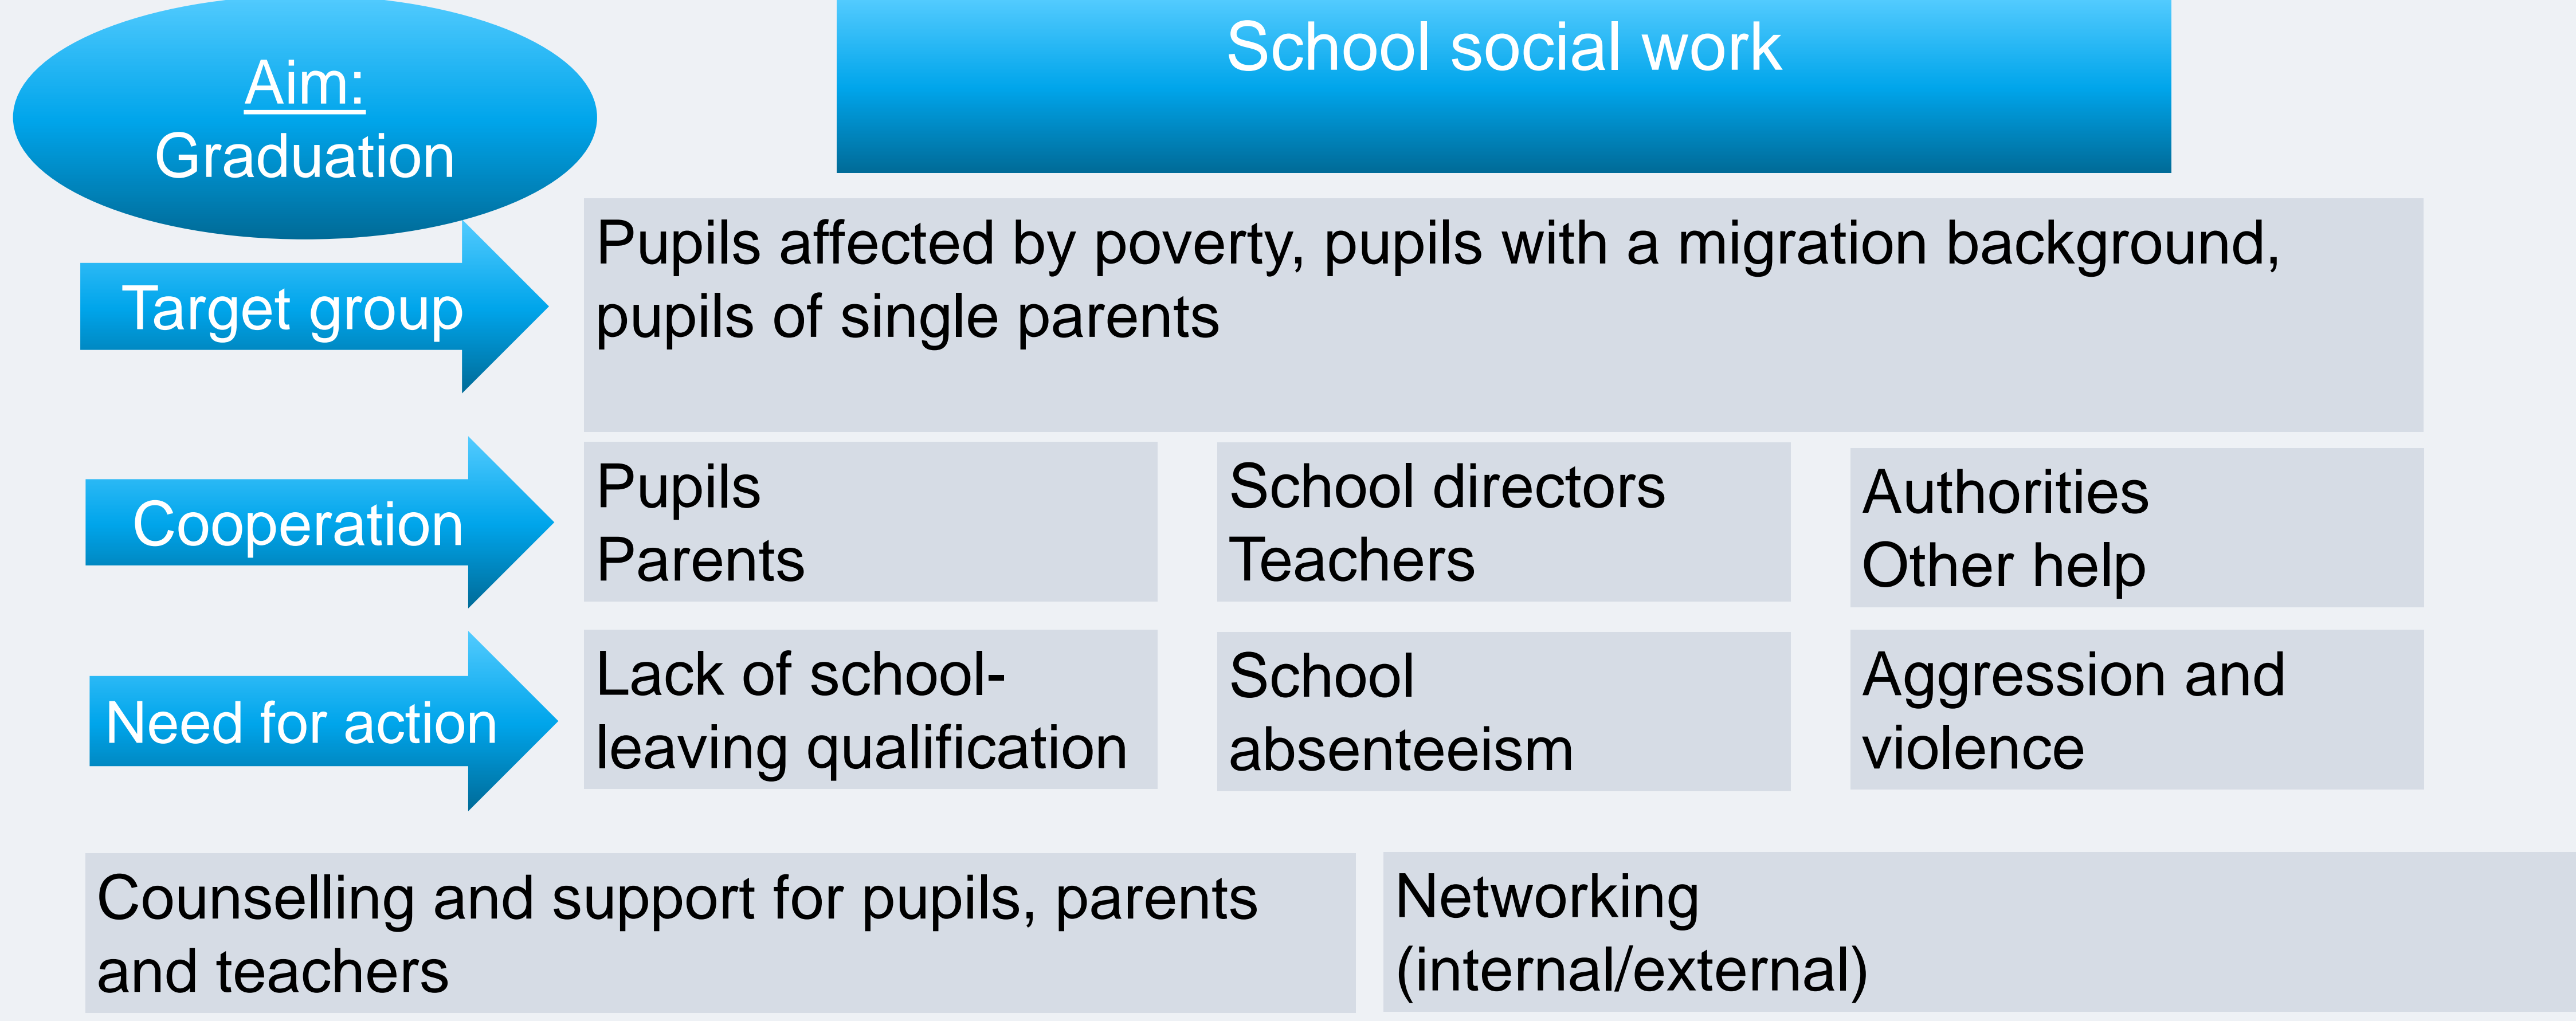 Aim:
Graduation
School social work
Target group
Pupils affected by poverty, pupils with a migration background,
pupils of single parents
Cooperation
Pupils
Parents
School directors
Teachers
Authorities
Other help
Need for action
Lack of school-
leaving qualification
School
absenteeism
Aggression and
violence
Counselling and support for pupils, parents
and teachers
Networking
(internal/external)